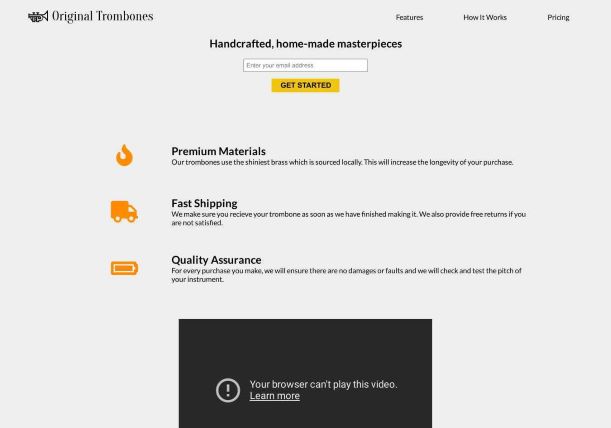 Original Trombones
Features
How It Works
Pricing
Handcrafted, home-made masterpieces
Enter your email address
GET STARTED
Premium Materials
Our trombones use the shiniest brass which is sourced locally. This will increase the longevity of your purchase.
Fast Shipping
We make sure you recieve your trombone as soon as we have finished making it. We also provide free returns if you
are not satisfied.
Quality Assurance
For every purchase you make, we will ensure there are no damages or faults and we will check and test the pitch of
your instrument.
Your browser can't play this video.
Learn more